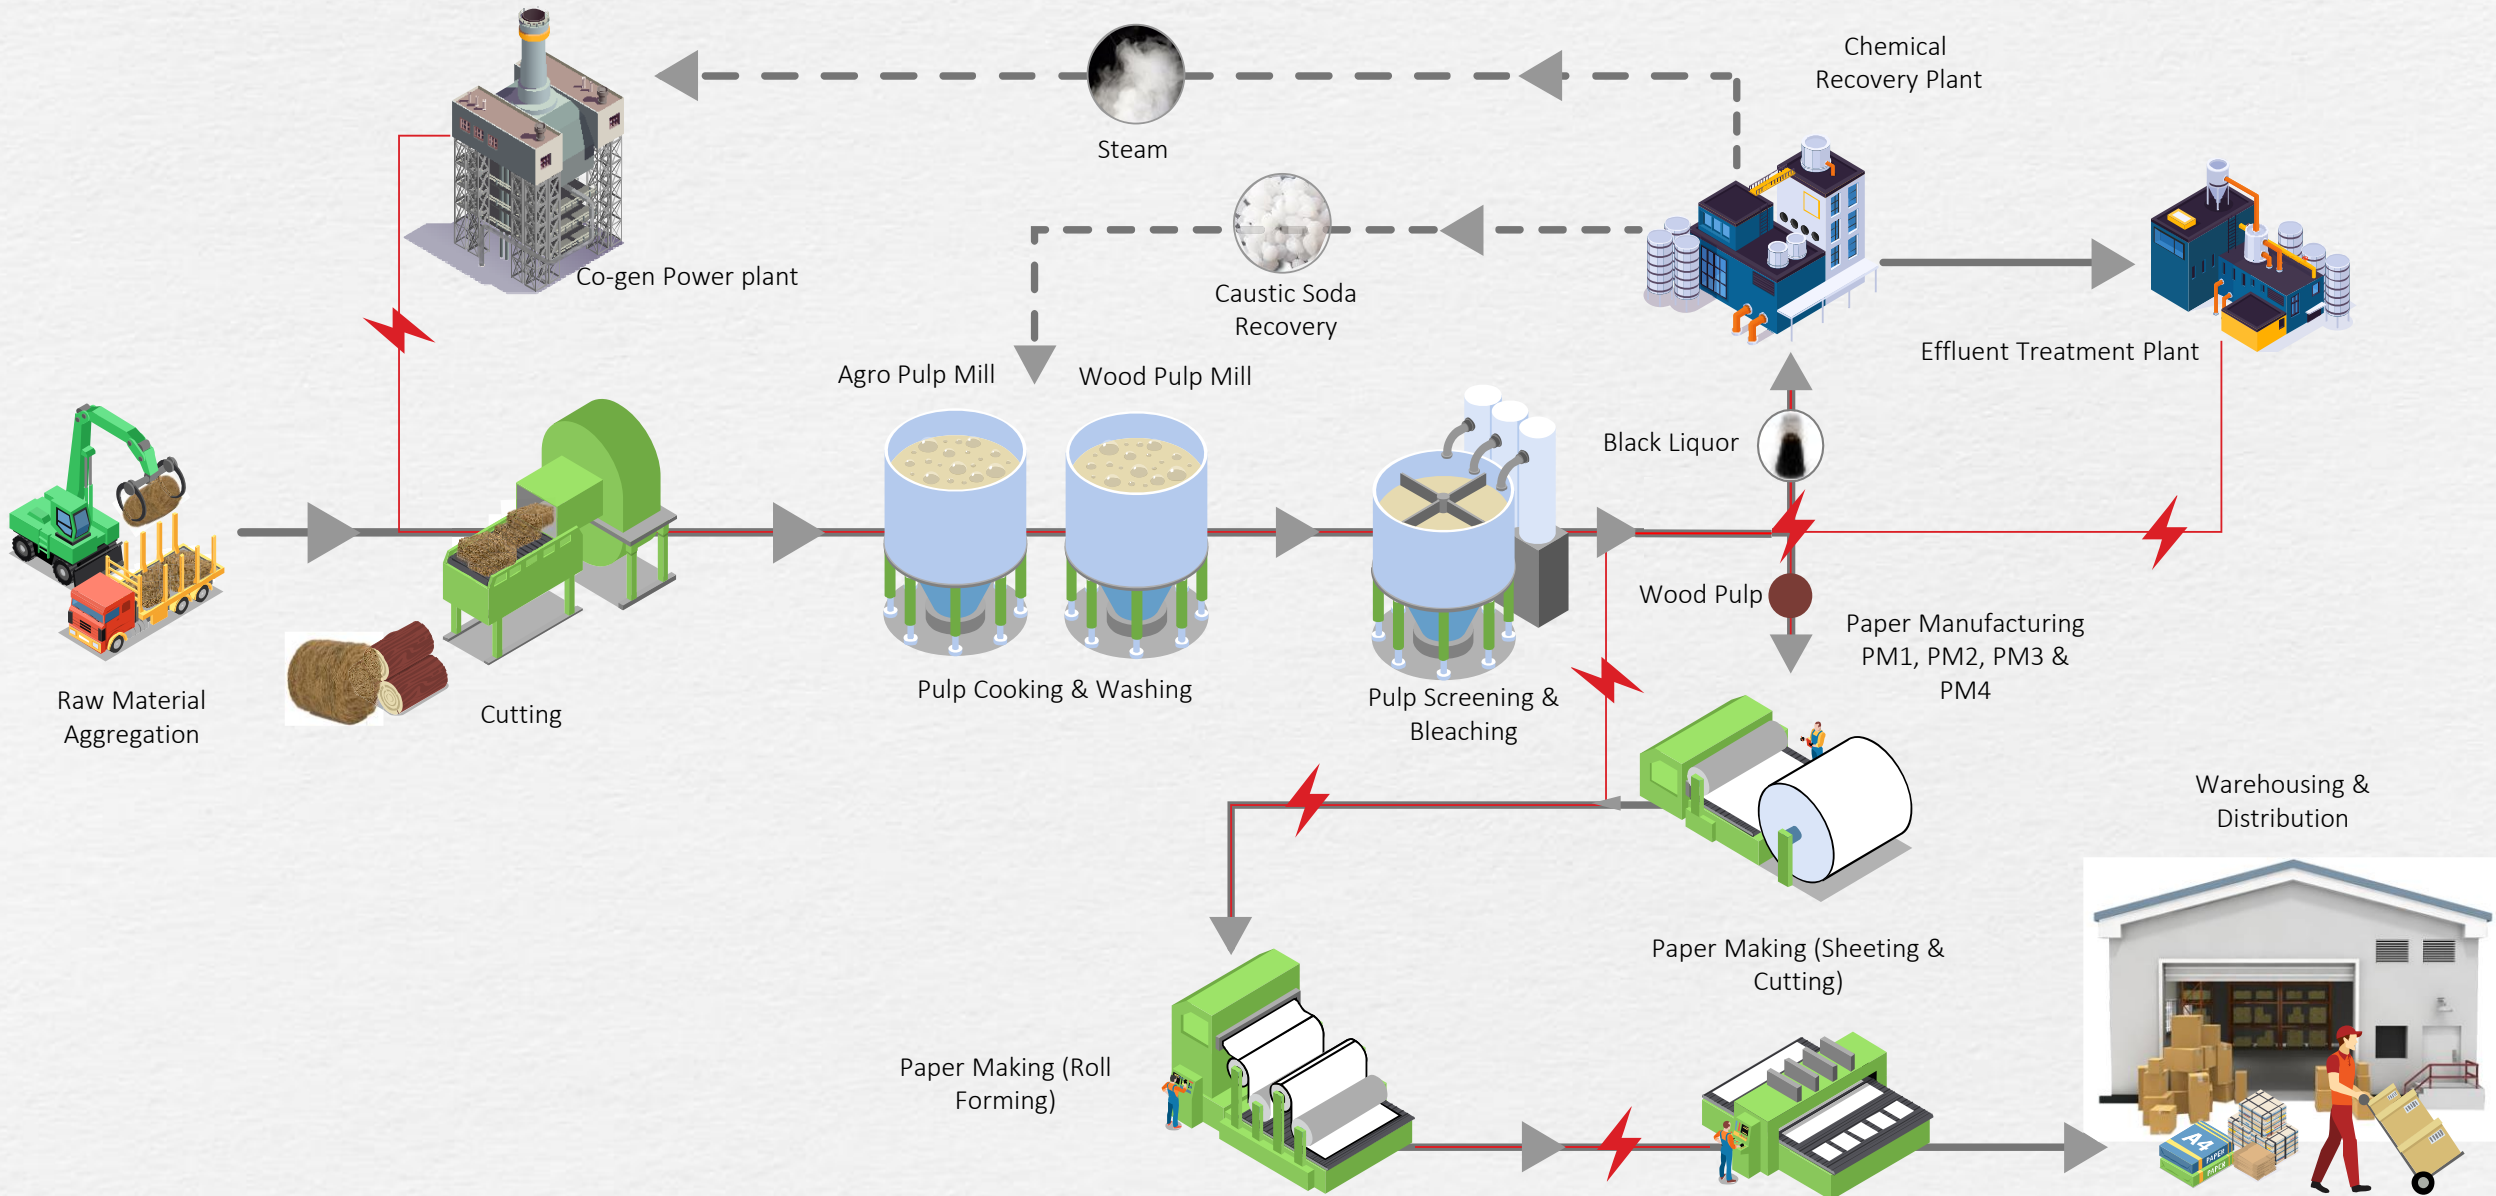 Chemical
Recovery Plant
Steam
Co-gen Power plant
Caustic Soda
Recovery
Effluent Treatment Plant
Agro Pulp Mill
Wood Pulp Mill
Black Liquor
Wood Pulp
Paper Manufacturing
PM1, PM2, PM3 &
PM4
Raw Material
Aggregation
Cutting
Pulp Cooking & Washing
Pulp Screening &
Bleaching
Warehousing &
Distribution
Paper Making (Sheeting &
Cutting)
Paper Making (Roll
Forming)
A4
PAPER
PAPER